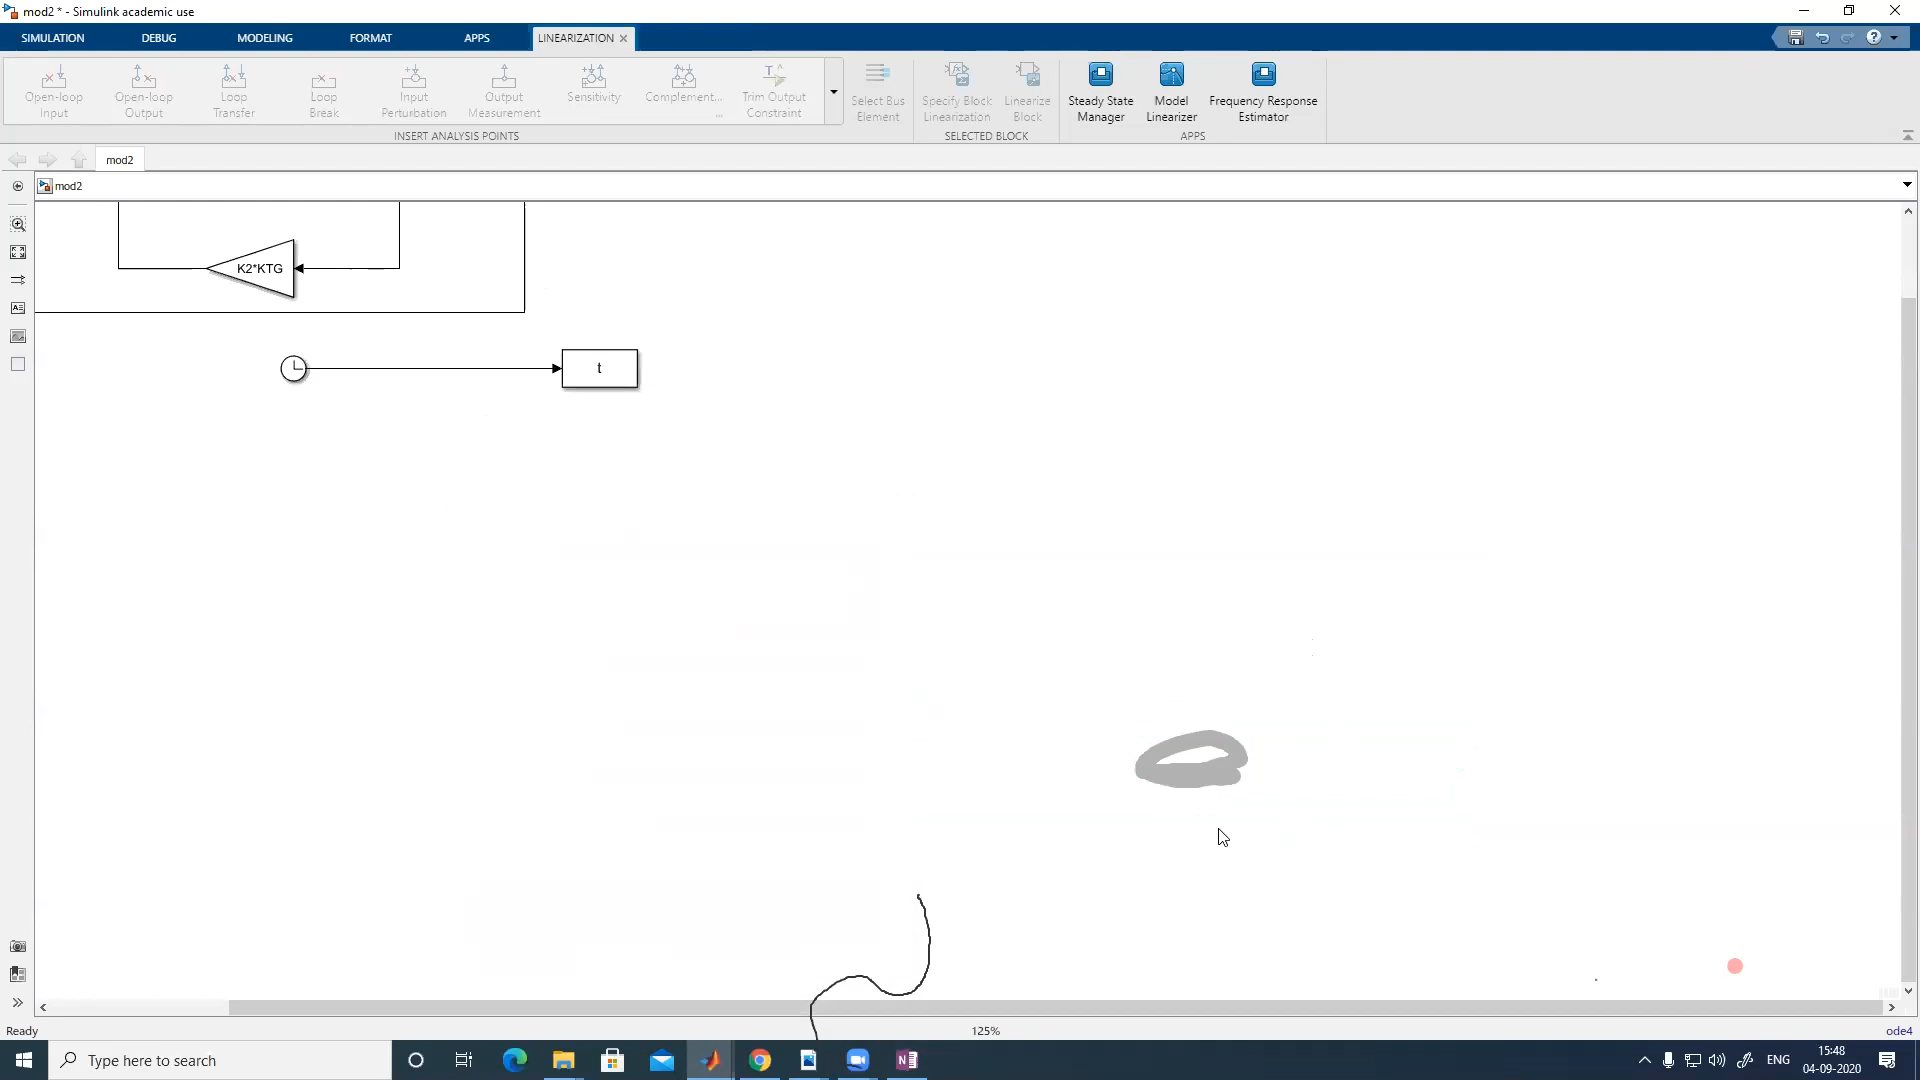 mod2 * - Simulink academic use
SIMULATION DEBUG MODELING FORMAT APPS LINEARIZATION
Open-loop Input
Open-loop Output
Loop Transfer
Loop Break
Input Perturbation
Output Measurement
Sensitivity
Complement... ...
Trim Output Constraint
Select Bus Element
Specify Block Linearization
Linearize Block
Steady State Manager
Model Linearizer
Frequency Response Estimator
INSERT ANALYSIS POINTS SELECTED BLOCK APPS
mod2
mod2
K2*KTG
t
Ready 125% ode4
Type here to search
ENG
15:48
04-09-2020